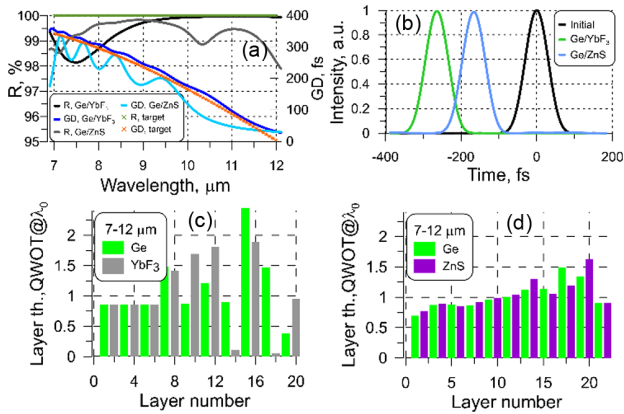 100
99
98
97
96
95
R, %
(a)
400
300
200
100
0
GD, fs
R, Ge/YbF₃
GD, Ge/YbF₃
R, Ge/ZnS
GD, Ge/ZnS
R, target
GD, target
7 8 9 10 11 12
Wavelength, μm
(b)
1
0.8
0.6
0.4
0.2
0
Intensity, a.u.
Initial
Ge/YbF₃
Ge/ZnS
-400 -200 0 200
Time, fs
(c)
2
1.5
1
0.5
0
Layer th.,QWOT@λ₀
7-12 μm
Ge
YbF₃
0 4 8 12 16 20
Layer number
(d)
2
1.5
1
0.5
0
Layer th.,QWOT@λ₀
7-12 μm
Ge
ZnS
0 5 10 15 20
Layer number